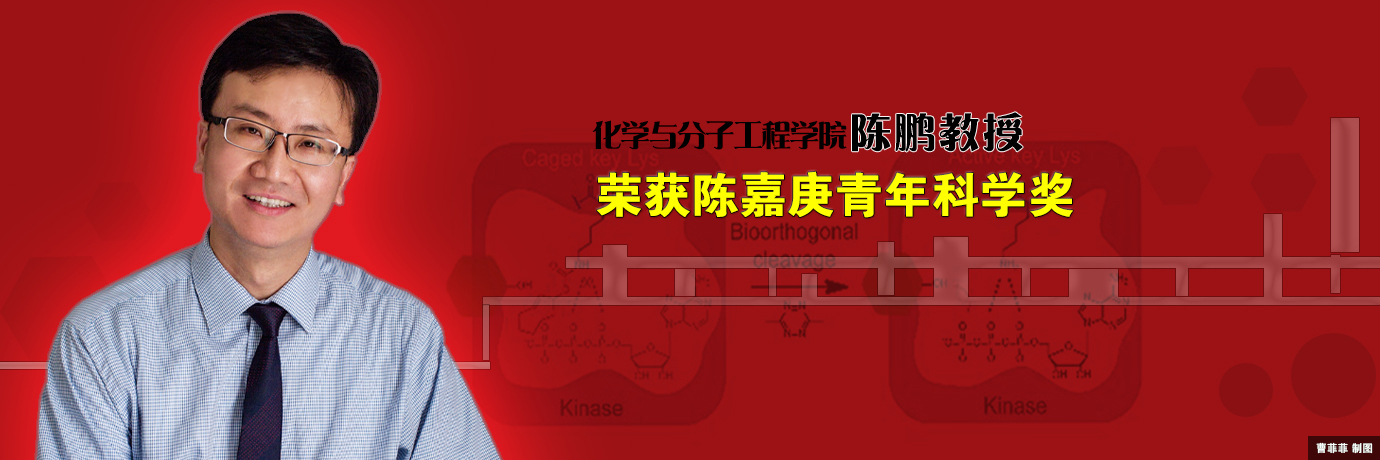 化学与分子工程学院陈鹏教授
荣获陈嘉庚青年科学奖
Caged key Lys
Active key Lys
Bioorthogonal
cleavage
Kinase
Kinase
曹菲菲 制图